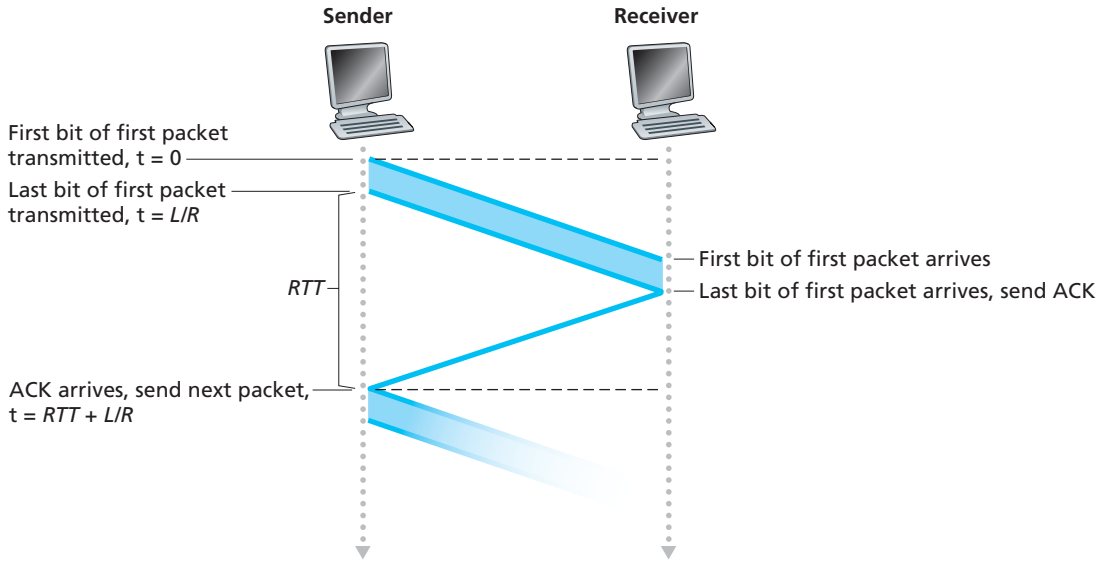 Sender
Receiver
First bit of first packet
transmitted, t = 0
Last bit of first packet
transmitted, t = L/R
First bit of first packet arrives
Last bit of first packet arrives, send ACK
RTT
ACK arrives, send next packet,
t = RTT + L/R